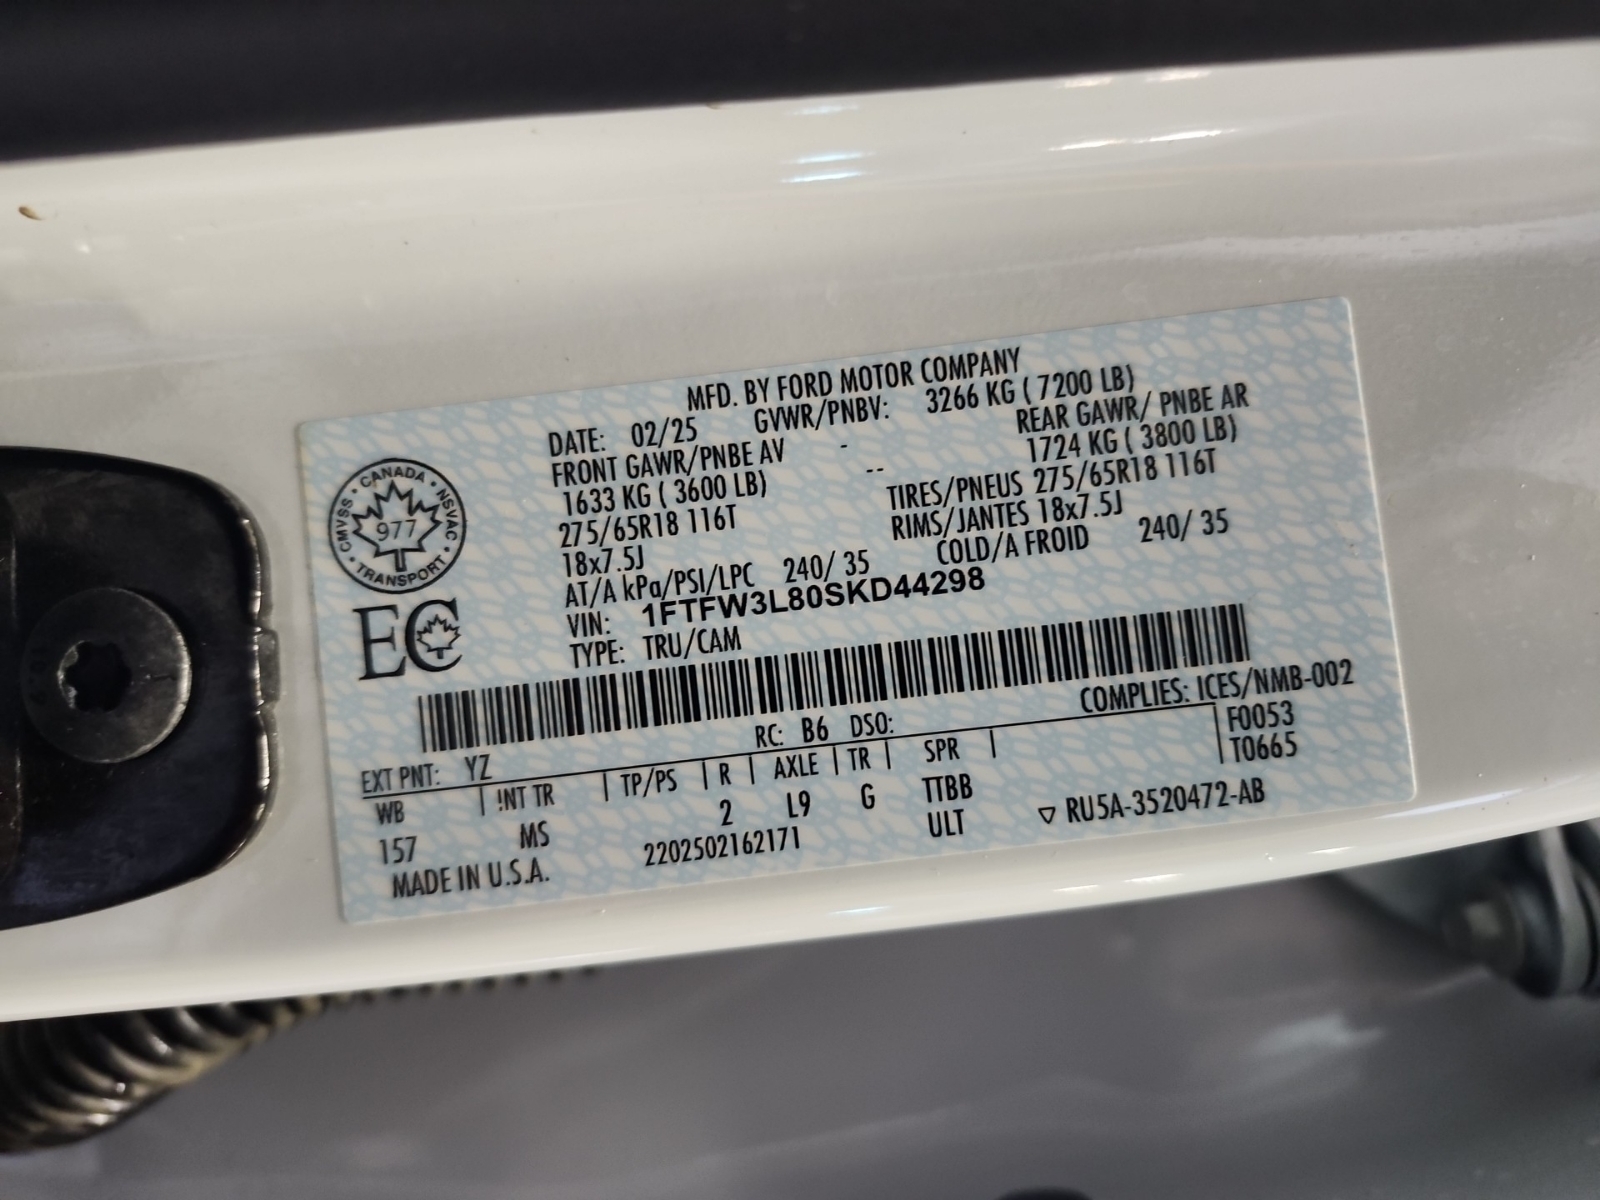 MFD. BY FORD MOTOR COMPANY
DATE: 02/25 GVWR/PNBV: 3266 KG ( 7200 LB)
FRONT GAWR/PNBE AV - REAR GAWR/ PNBE AR
1633 KG ( 3600 LB) -- 1724 KG ( 3800 LB)
275/65R18 116T TIRES/PNEUS 275/65R18 116T
18x7.5J RIMS/JANTES 18x7.5J
AT/A kPa/PSI/LPC 240/ 35 COLD/A FROID 240/ 35
VIN: 1FTFW3L80SKD44298
TYPE: TRU/CAM
CANADA · NSVAC · TRANSPORT · CMVSS
977
EC
COMPLIES: ICES/NMB-002
EXT PNT: YZ RC: B6 DSO: F0053
WB INT TR TP/PS R AXLE TR SPR T0665
157 MS 2 L9 G TTBB
MADE IN U.S.A. 2202502162171 ULT ▽ RU5A-3520472-AB